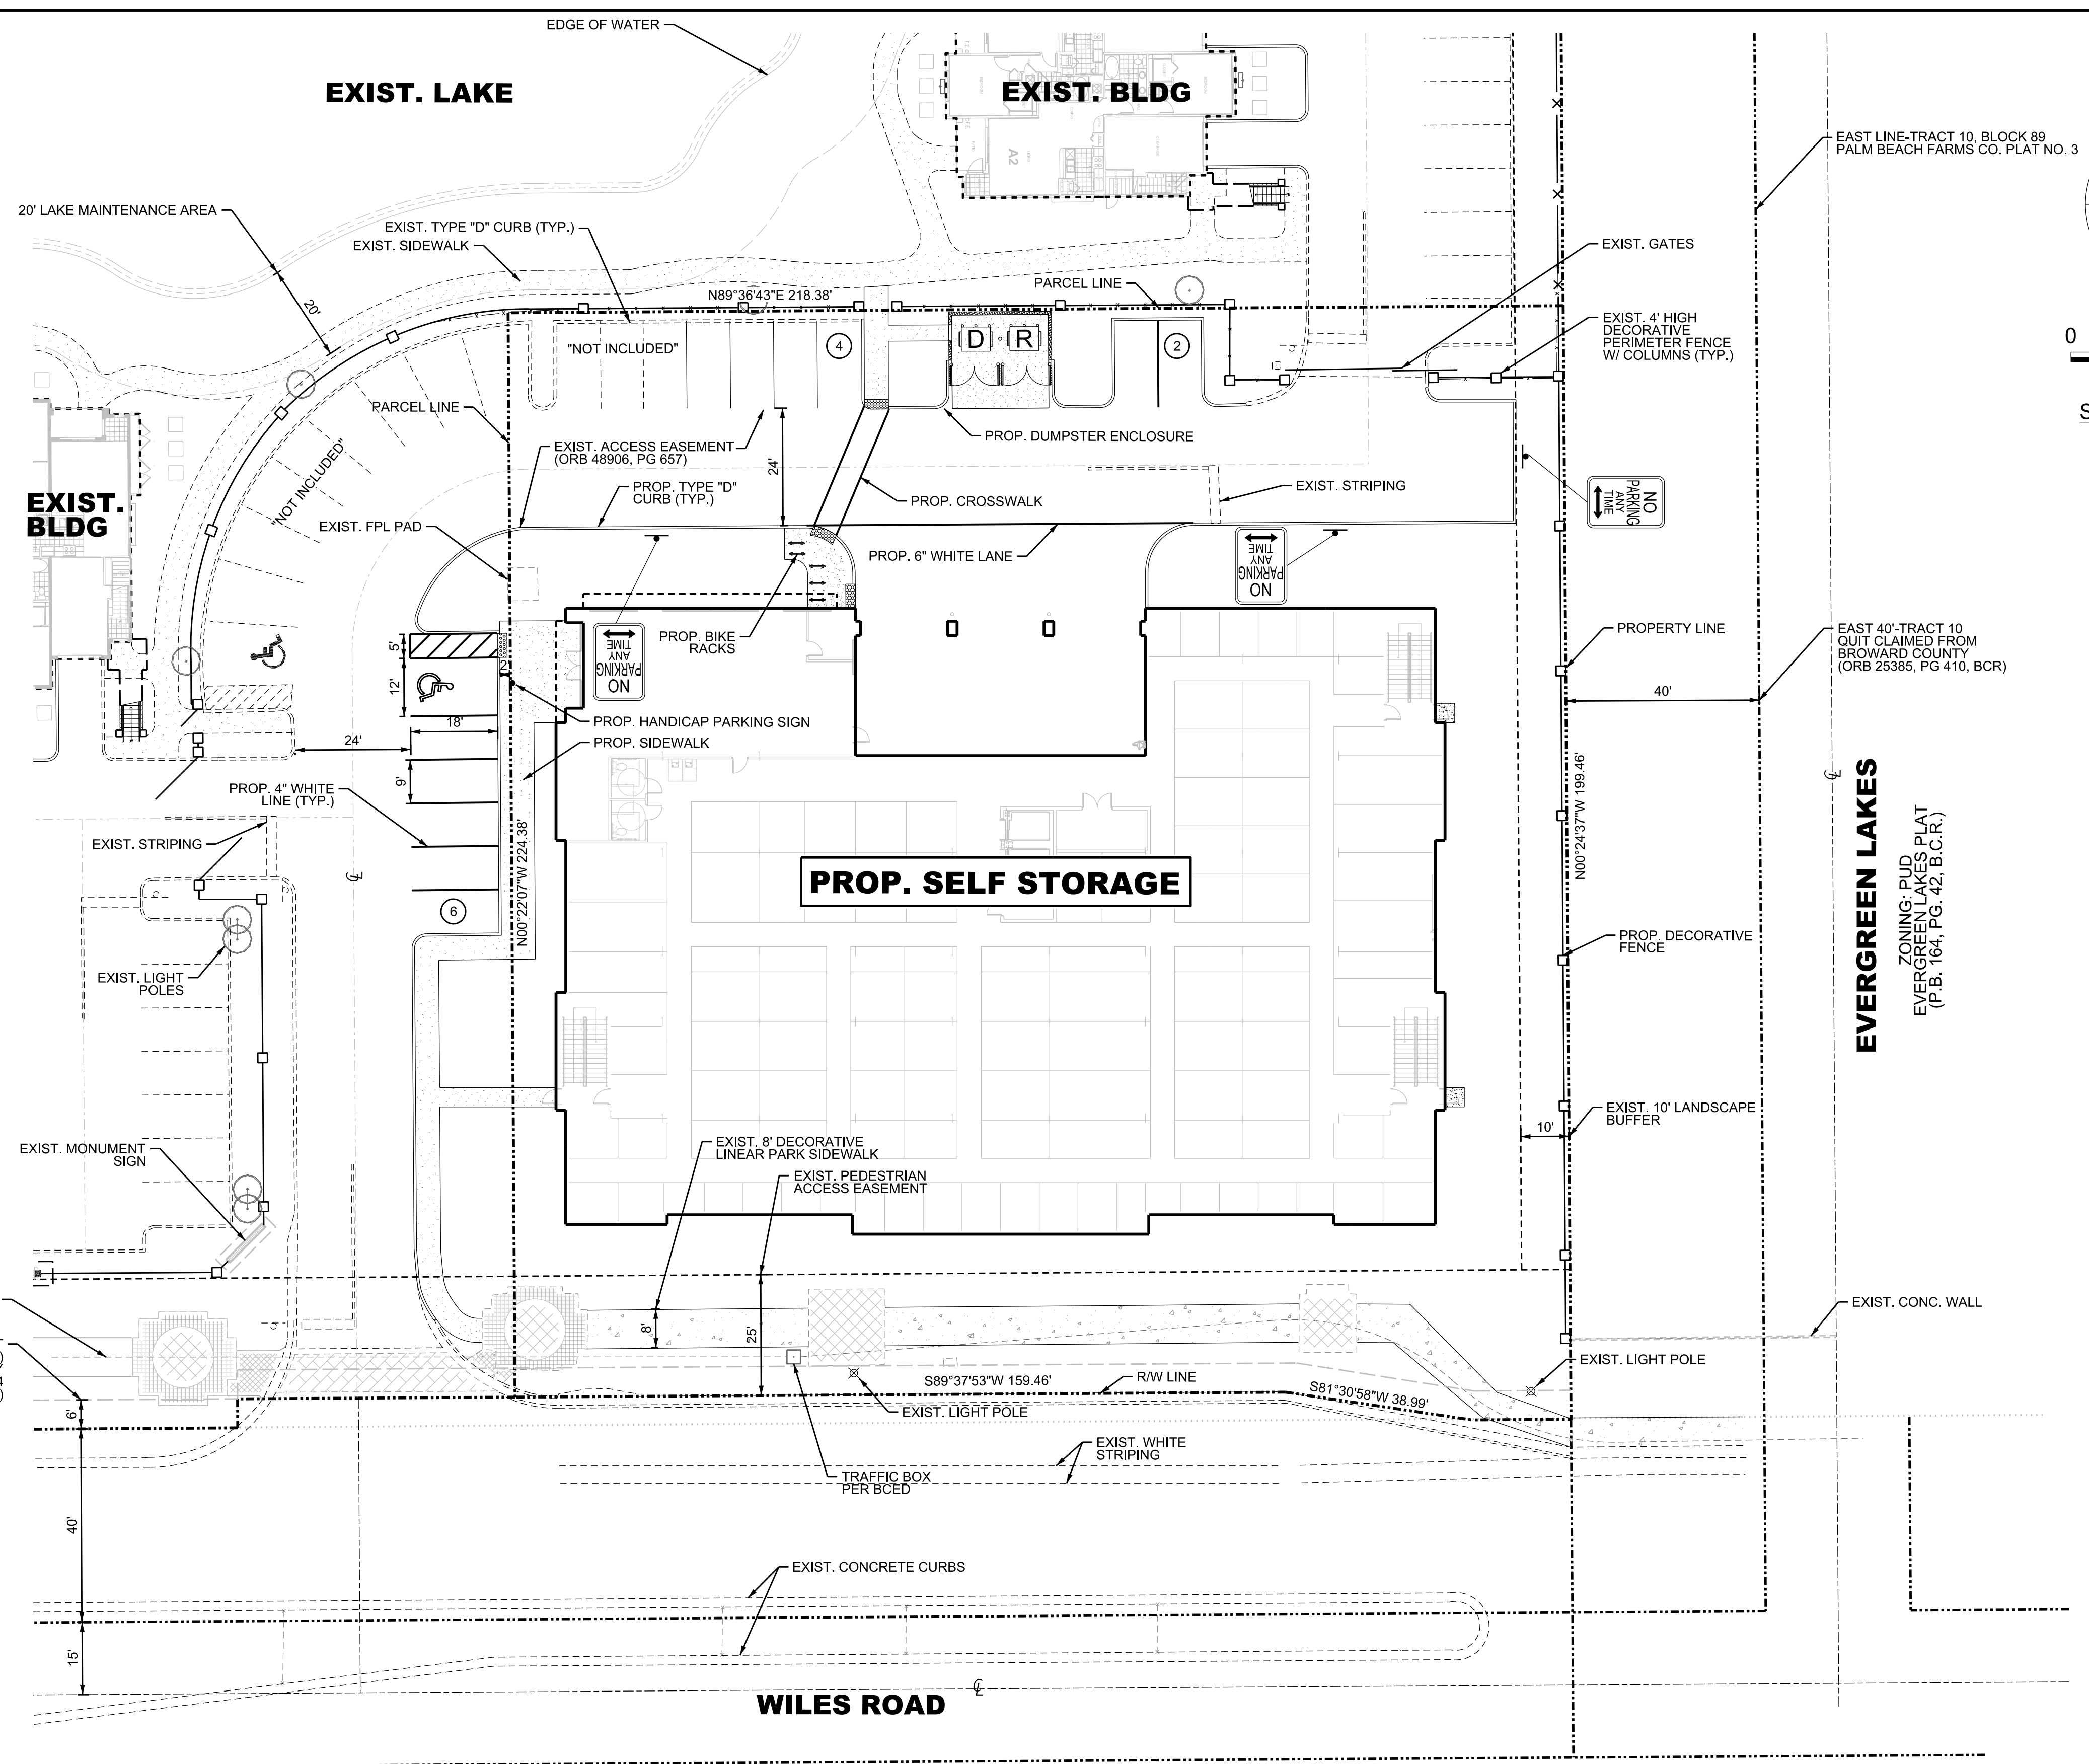 EDGE OF WATER
EXIST. LAKE
EXIST. BLDG
A2
EAST LINE-TRACT 10, BLOCK 89
PALM BEACH FARMS CO. PLAT NO. 3
20' LAKE MAINTENANCE AREA
EXIST. TYPE "D" CURB (TYP.)
EXIST. SIDEWALK
EXIST. GATES
PARCEL LINE
N89°36'43"E 218.38'
20'
EXIST. 4' HIGH
DECORATIVE
PERIMETER FENCE
W/ COLUMNS (TYP.)
0
"NOT INCLUDED"
4
D
R
2
S
PARCEL LINE
PROP. DUMPSTER ENCLOSURE
EXIST. ACCESS EASEMENT
(ORB 48906, PG 657)
24'
"NOT INCLUDED"
PROP. TYPE "D"
CURB (TYP.)
PROP. CROSSWALK
EXIST. STRIPING
NO
PARKING
ANY
TIME
EXIST.
BLDG
EXIST. FPL PAD
PROP. 6" WHITE LANE
NO
PARKING
ANY
TIME
PROP. BIKE
RACKS
NO
PARKING
ANY
TIME
PROPERTY LINE
EAST 40'-TRACT 10
QUIT CLAIMED FROM
BROWARD COUNTY
(ORB 25385, PG 410, BCR)
5'
2'
12'
18'
40'
PROP. HANDICAP PARKING SIGN
PROP. SIDEWALK
24'
9'
PROP. 4" WHITE
LINE (TYP.)
N00°24'37"W 199.46'
EXIST. STRIPING
N00°22'07"W 224.38'
PROP. SELF STORAGE
EVERGREEN LAKES
ZONING: PUD
EVERGREEN LAKES PLAT
(P.B. 164, PG. 42, B.C.R.)
6
PROP. DECORATIVE
FENCE
EXIST. LIGHT
POLES
EXIST. 10' LANDSCAPE
BUFFER
10'
EXIST. MONUMENT
SIGN
EXIST. 8' DECORATIVE
LINEAR PARK SIDEWALK
EXIST. PEDESTRIAN
ACCESS EASEMENT
EXIST. CONC. WALL
8'
25'
EXIST. LIGHT POLE
S89°37'53"W 159.46'
R/W LINE
S81°30'58"W 38.99'
6'
EXIST. LIGHT POLE
EXIST. WHITE
STRIPING
TRAFFIC BOX
PER BCED
40'
EXIST. CONCRETE CURBS
15'
WILES ROAD